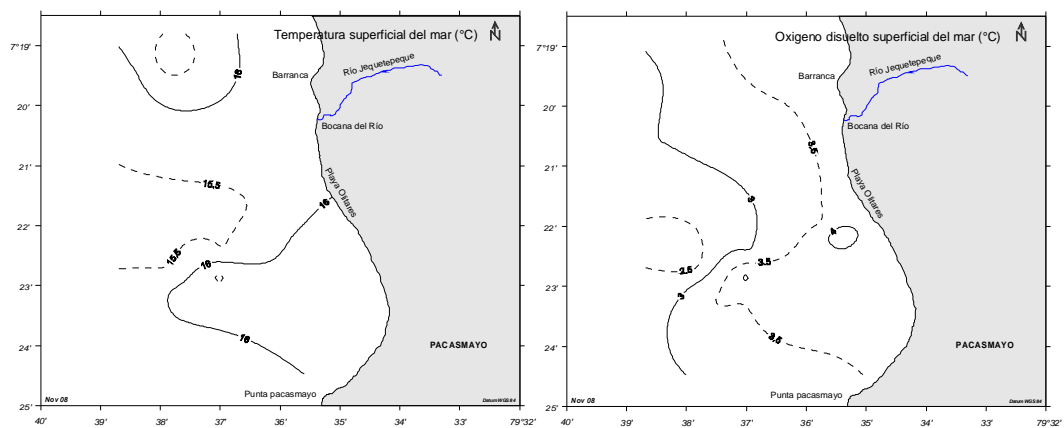 Temperatura superficial del mar (°C)
N
7°19'
20'
21'
22'
23'
24'
25'
Barranca
Río Jequetepeque
Bocana del Río
Playa Olitares
16
15.5
16
15.5
16
16
PACASMAYO
Punta pacasmayo
Nov 08
Datum WGS 84
40'
39'
38'
37'
36'
35'
34'
33'
79°32'
Oxigeno disuelto superficial del mar (°C)
N
7°19'
20'
21'
22'
23'
24'
25'
Barranca
Río Jequetepeque
Bocana del Río
Playa Olitares
3.5
3
4
3.5
2.5
3
3.5
PACASMAYO
Punta pacasmayo
Nov 08
Datum WGS 84
40'
39'
38'
37'
36'
35'
34'
33'
79°32'